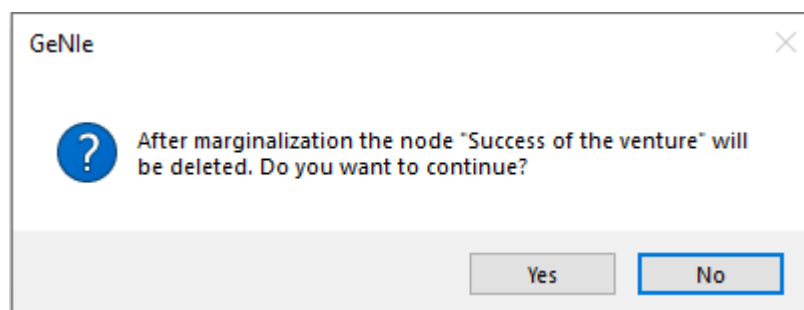 GeNIe
After marginalization the node "Success of the venture" will
be deleted. Do you want to continue?
Yes
No